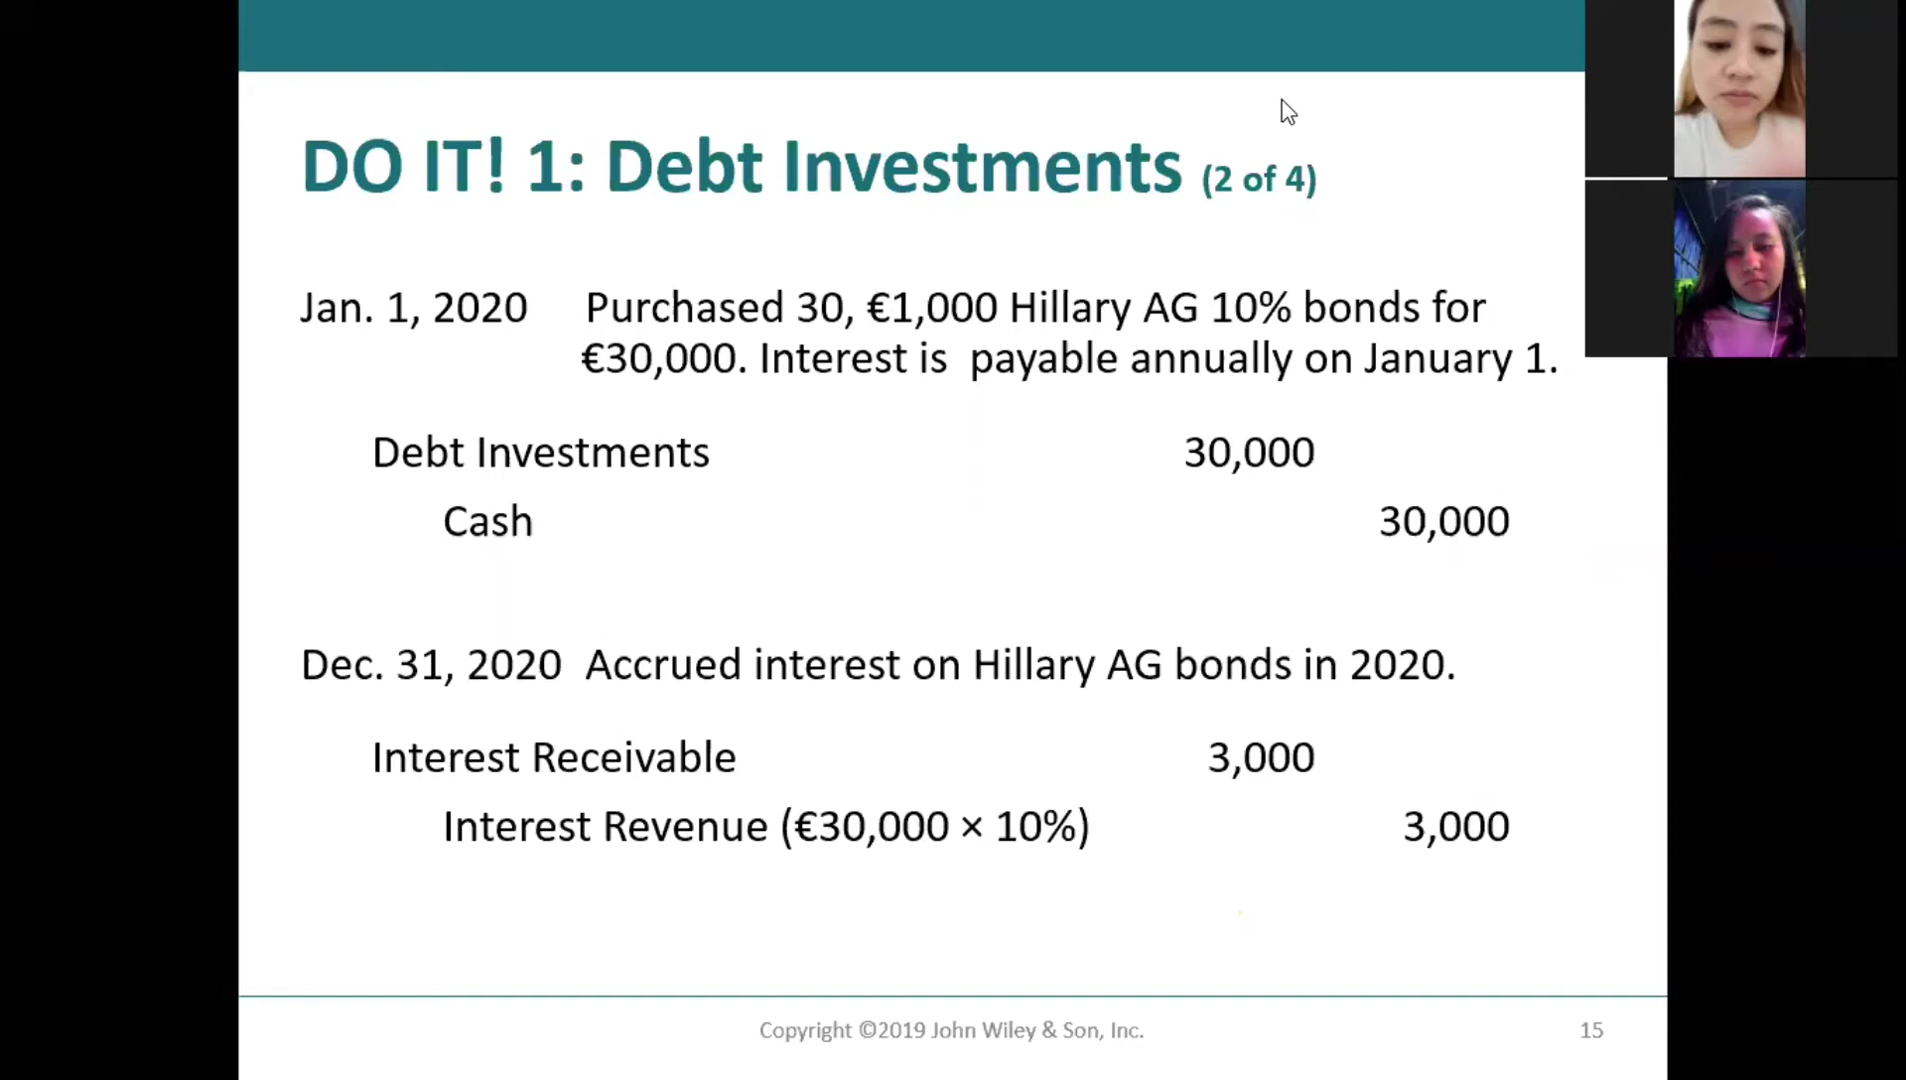 DO IT! 1: Debt Investments (2 of 4)
Jan. 1, 2020 Purchased 30, €1,000 Hillary AG 10% bonds for
€30,000. Interest is payable annually on January 1.
Debt Investments 30,000
Cash 30,000
Dec. 31, 2020 Accrued interest on Hillary AG bonds in 2020.
Interest Receivable 3,000
Interest Revenue (€30,000 × 10%) 3,000
Copyright ©2019 John Wiley & Son, Inc. 15